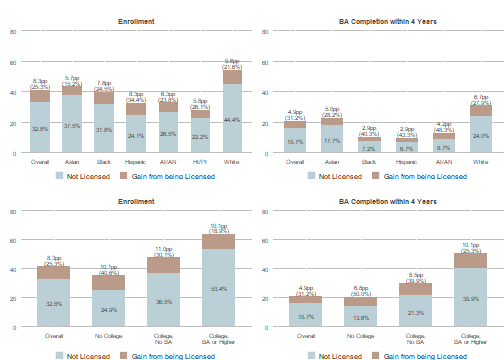 Enrollment
80
60
40
20
0
8.3pp
(25.3%)
5.7pp
(15.2%)
7.8pp
(24.5%)
8.3pp
(34.4%)
6.3pp
(23.8%)
5.8pp
(26.1%)
9.6pp
(21.6%)
32.8%
37.5%
31.8%
24.1%
26.5%
22.2%
44.4%
Overall Asian Black Hispanic AI/AN HI/PI White
Not Licensed Gain from being Licensed
BA Completion within 4 Years
80
60
40
20
0
4.9pp
(31.2%)
5.0pp
(28.2%)
2.9pp
(40.3%)
2.9pp
(43.3%)
4.2pp
(48.3%)
6.7pp
(27.9%)
15.7%
17.7%
7.2%
6.7%
8.7%
24.0%
Overall Asian Black Hispanic AI/AN White
Not Licensed Gain from being Licensed
Enrollment
80
60
40
20
0
8.3pp
(25.3%)
10.1pp
(40.6%)
11.0pp
(30.1%)
10.1pp
(18.9%)
32.8%
24.9%
36.5%
53.4%
Overall No College College,
No BA College,
BA or Higher
Not Licensed Gain from being Licensed
BA Completion within 4 Years
80
60
40
20
0
4.9pp
(31.2%)
6.8pp
(50.0%)
8.5pp
(39.9%)
10.1pp
(25.3%)
15.7%
13.6%
21.3%
39.9%
Overall No College College,
No BA College,
BA or Higher
Not Licensed Gain from being Licensed